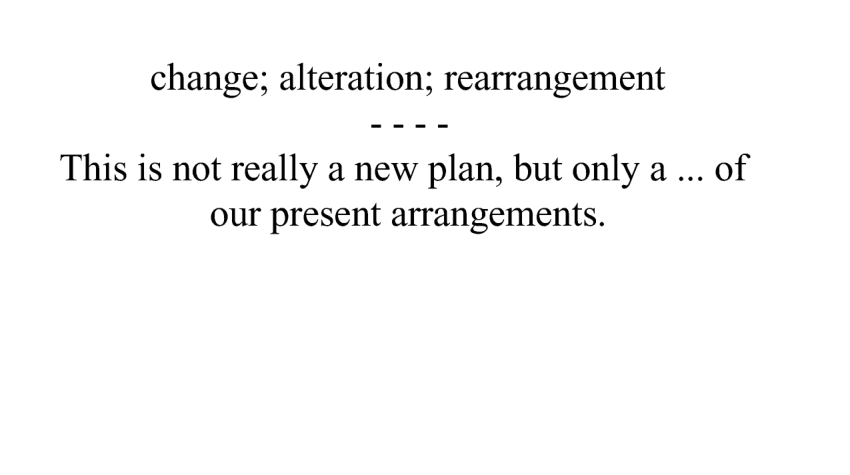 change; alteration; rearrangement
- - - -
This is not really a new plan, but only a ... of
our present arrangements.